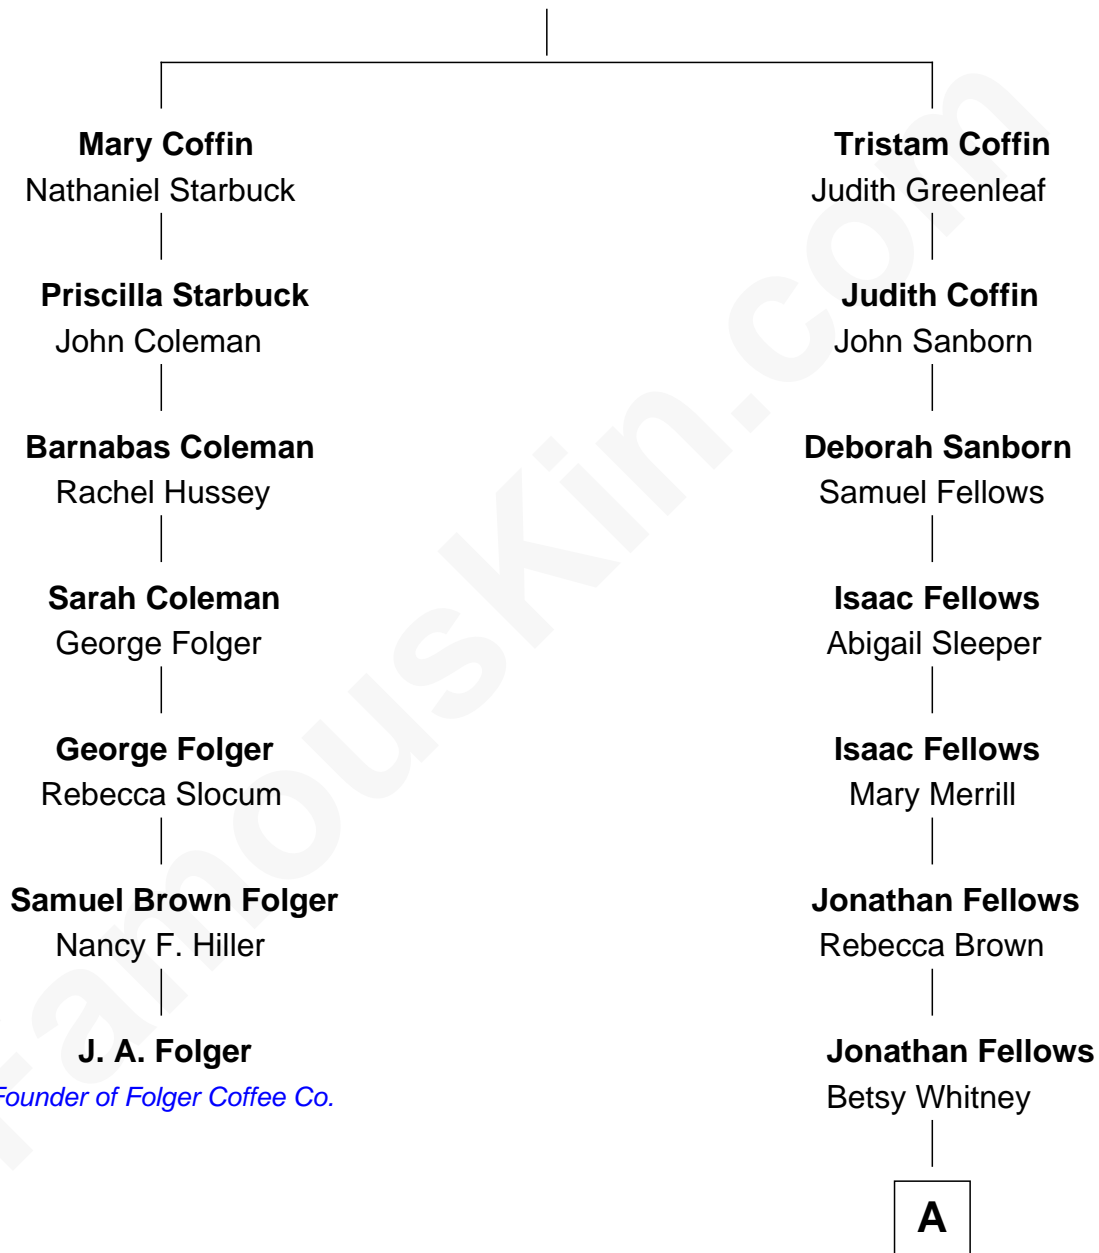 Mary Coffin
Nathaniel Starbuck
Priscilla Starbuck
John Coleman
Barnabas Coleman
Rachel Hussey
Sarah Coleman
George Folger
George Folger
Rebecca Slocum
Samuel Brown Folger
Nancy F. Hiller
J. A. Folger
Founder of Folger Coffee Co.
Tristam Coffin
Judith Greenleaf
Judith Coffin
John Sanborn
Deborah Sanborn
Samuel Fellows
Isaac Fellows
Abigail Sleeper
Isaac Fellows
Mary Merrill
Jonathan Fellows
Rebecca Brown
Jonathan Fellows
Betsy Whitney
A
FamousKin.com